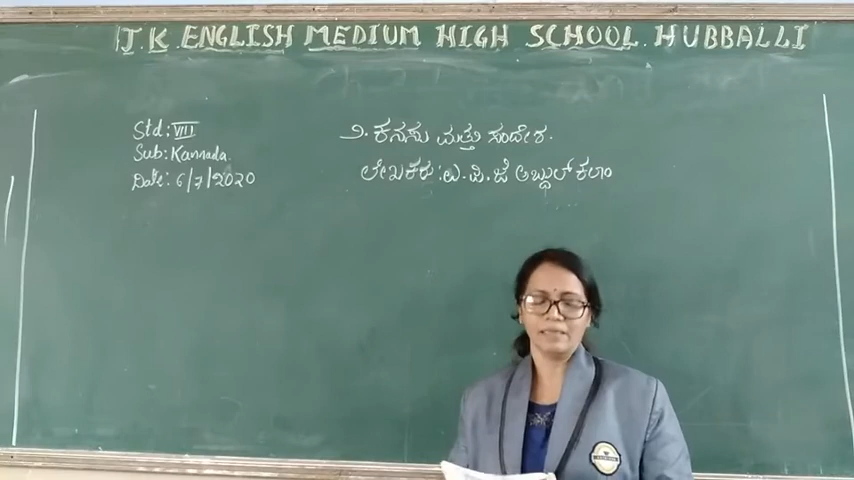 J.K ENGLISH MEDIUM HIGH SCHOOL HUBBALLI
Std: VIII
Sub: Kannada.
Date: 6/7/2020
೨. ಕನಸು ಮತ್ತು ಸಂದೇಶ.
ಲೇಖಕರು: ಎ. ಪಿ. ಜೆ ಅಬ್ದುಲ್ ಕಲಾಂ